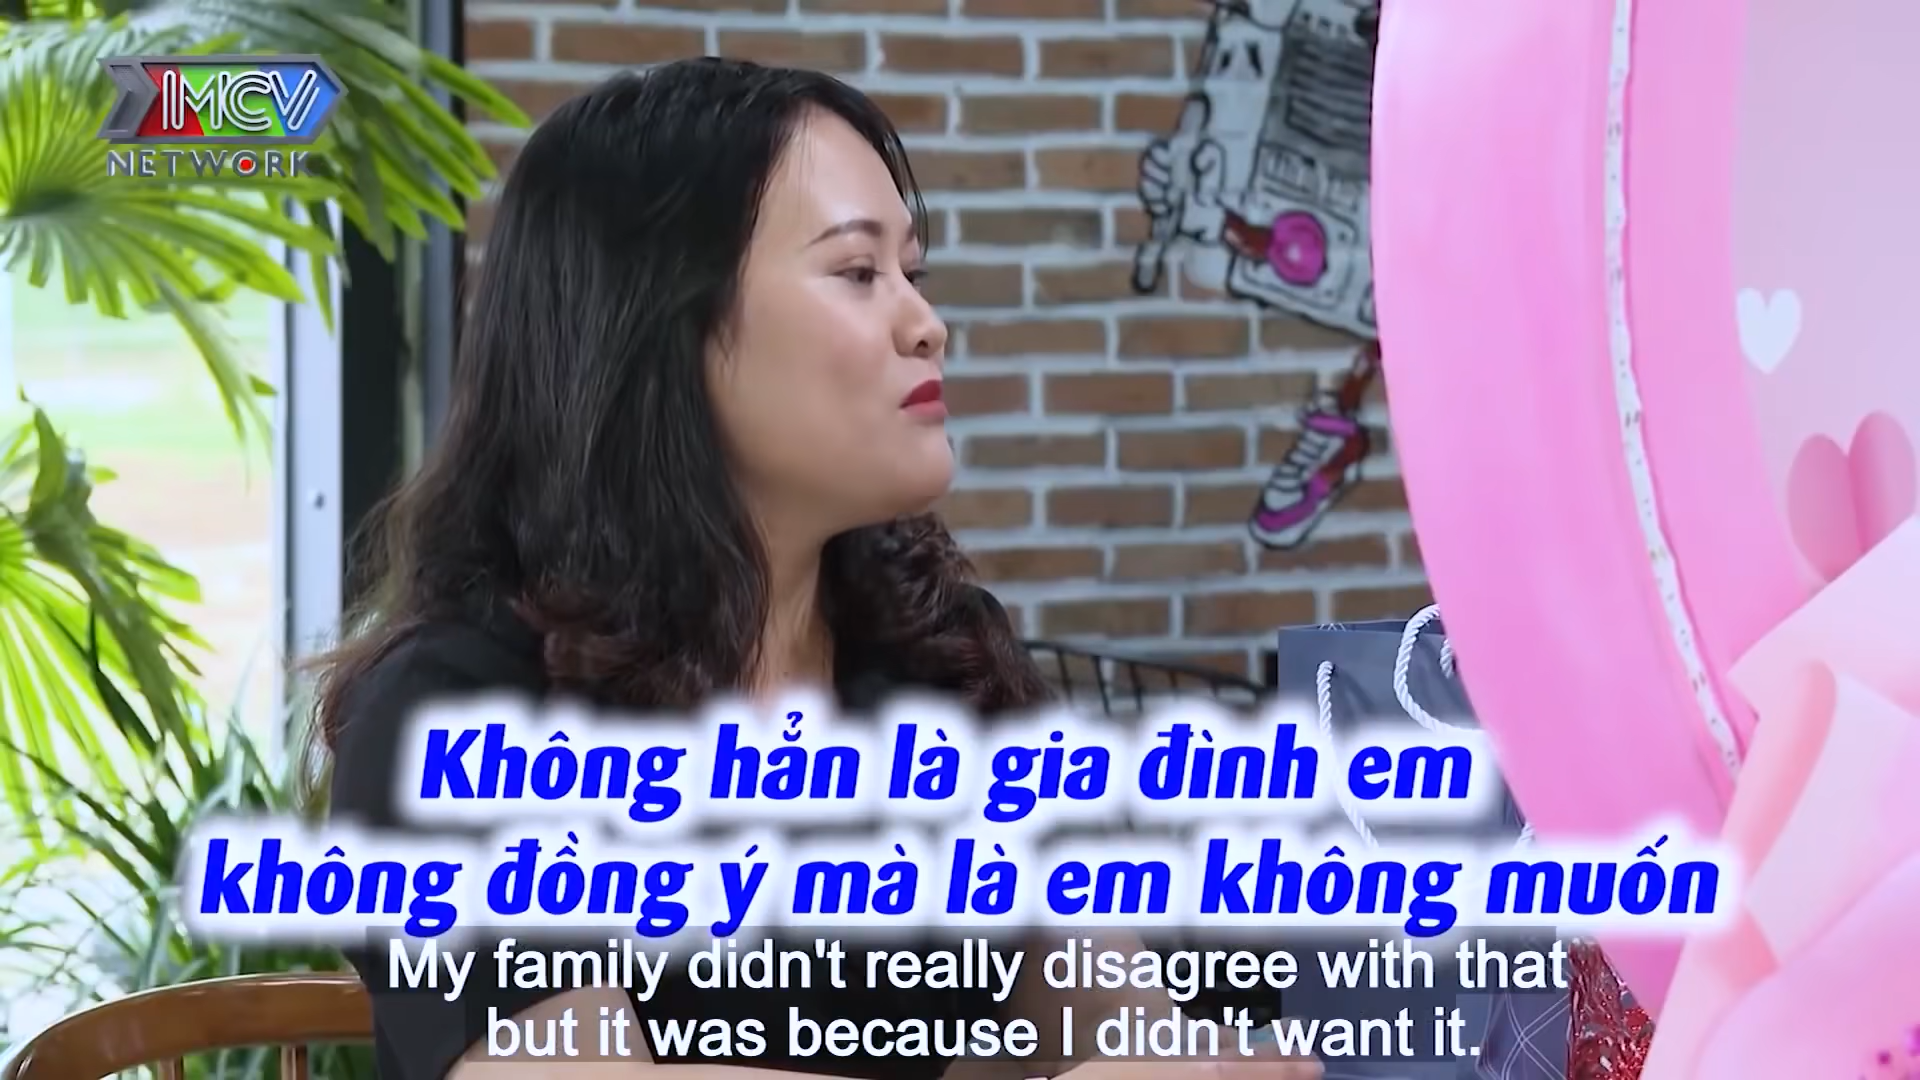 MCV
NETWORK
Không hẳn là gia đình em
không đồng ý mà là em không muốn
My family didn't really disagree with that
but it was because I didn't want it.